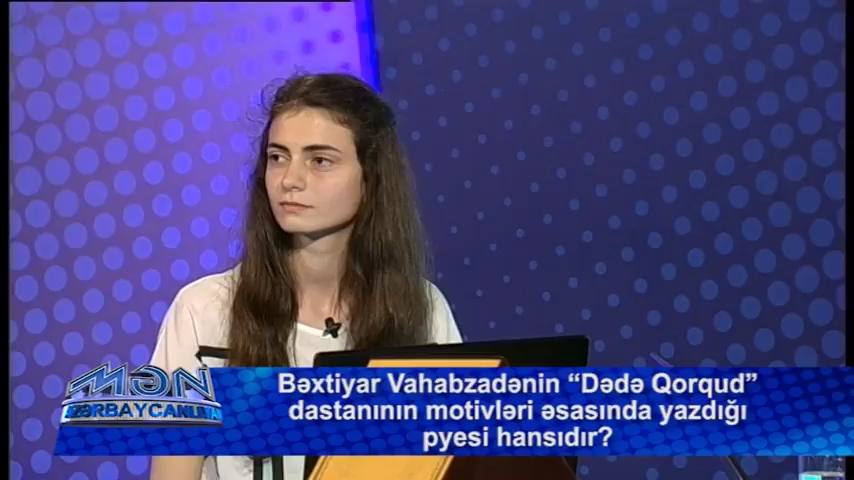 MƏN
AZƏRBAYCANLIYAM
Bəxtiyar Vahabzadənin “Dədə Qorqud”
dastanının motivləri əsasında yazdığı
pyesi hansıdır?